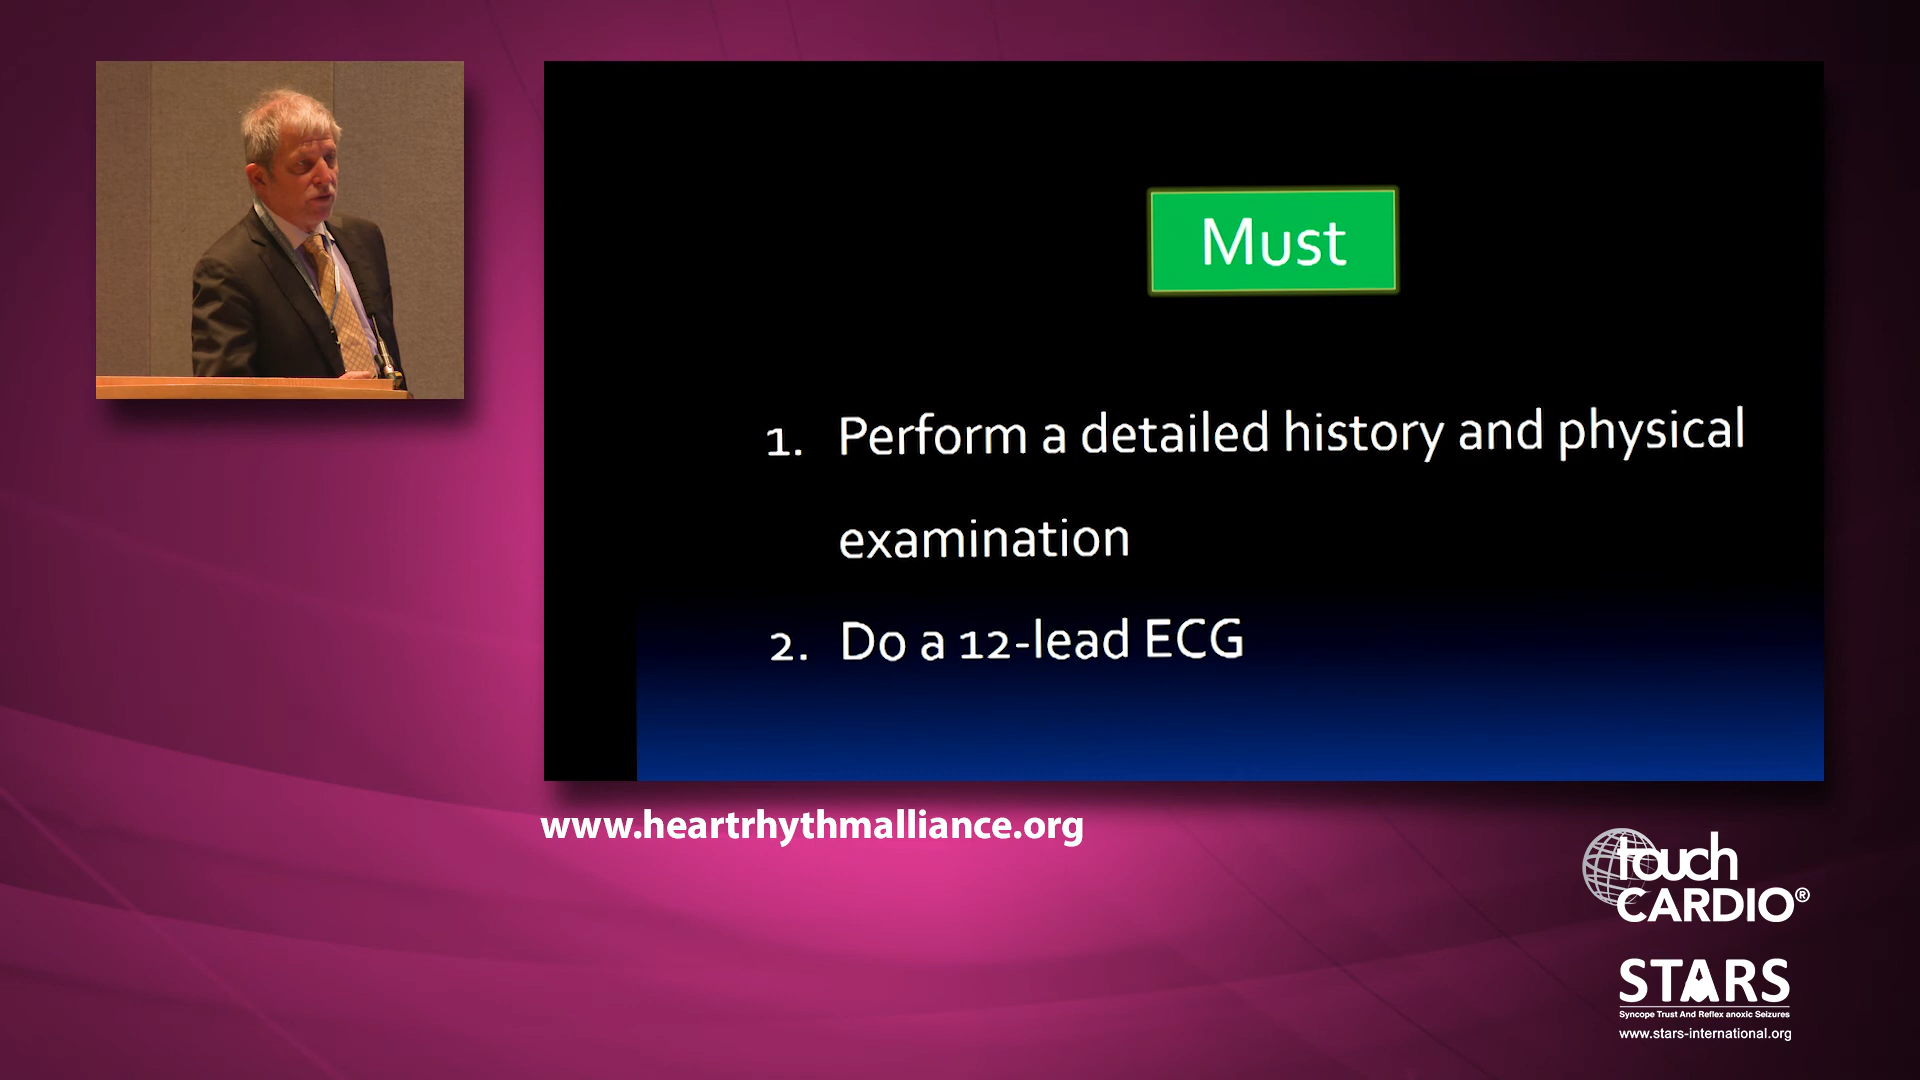 Must
1. Perform a detailed history and physical
examination
2. Do a 12-lead ECG
www.heartrhythmalliance.org
touch
CARDIO®
STARS
Syncope Trust And Reflex anoxic Seizures
www.stars-international.org